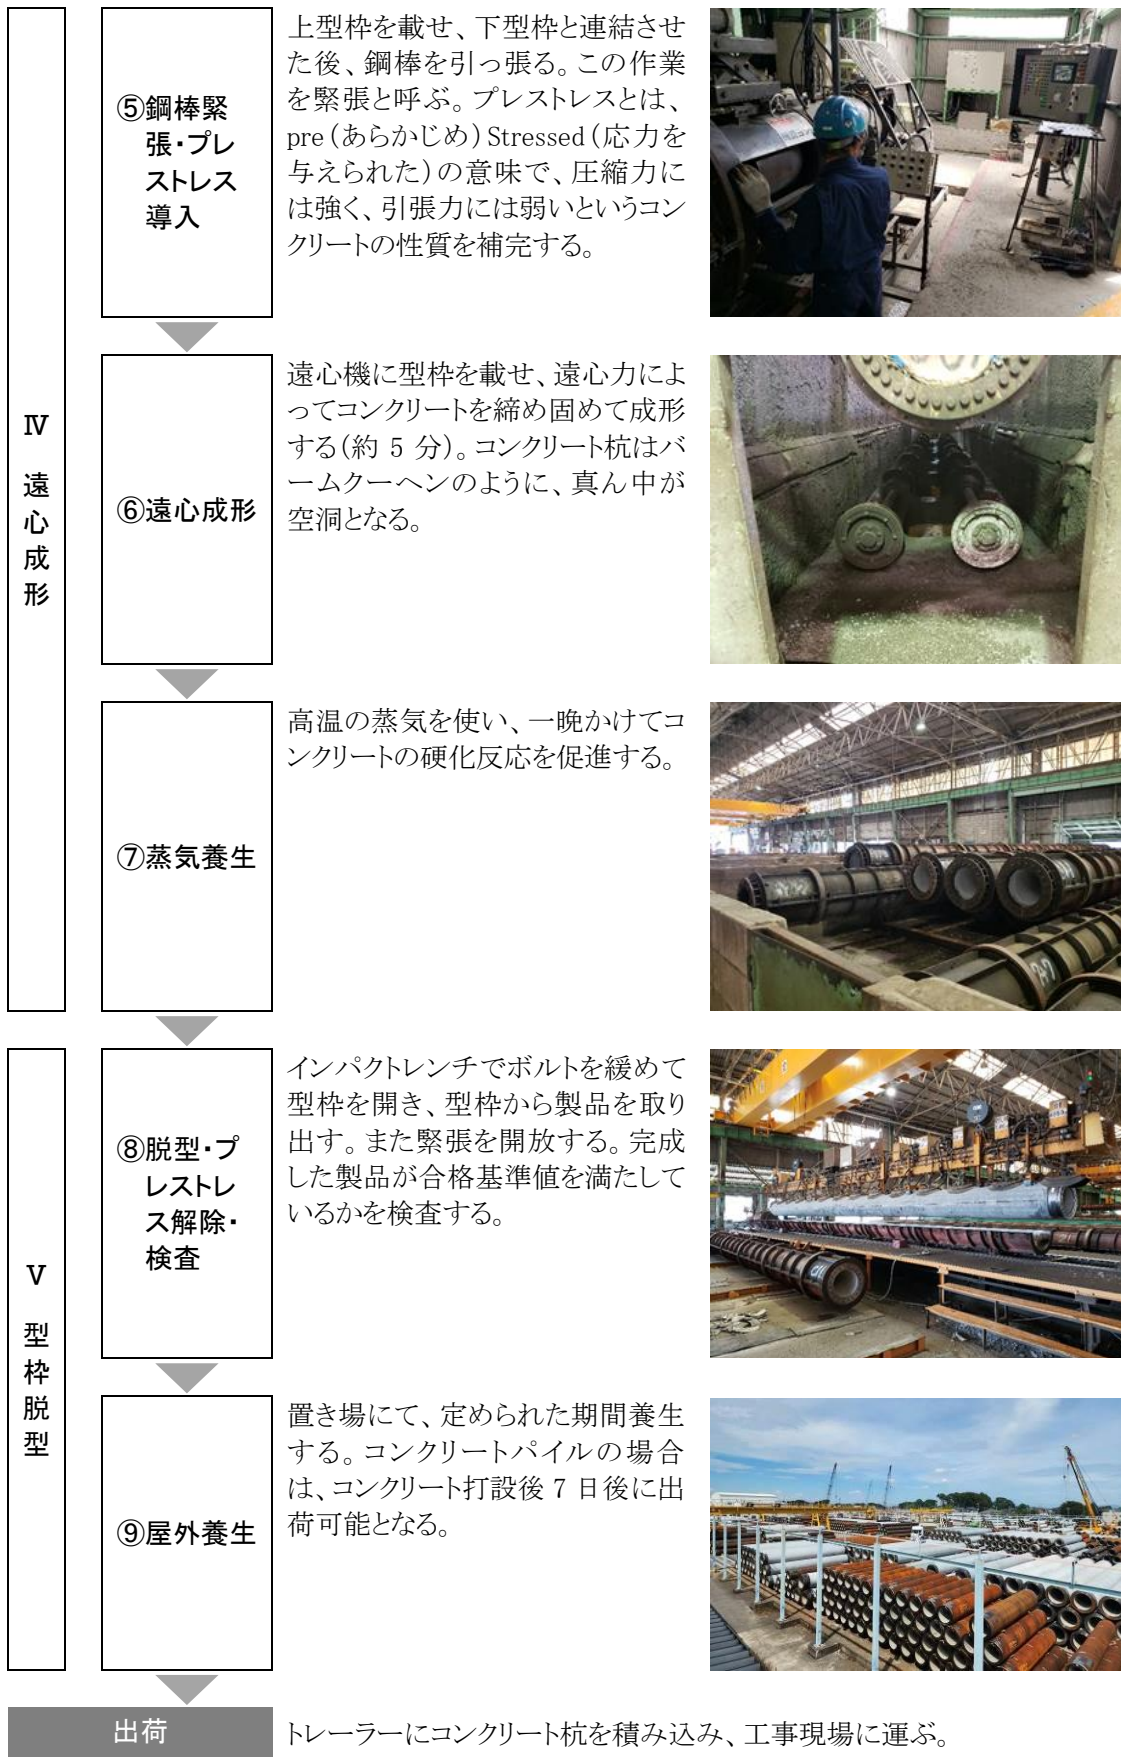 Ⅳ 遠心成形
⑤鋼棒緊
張・プレ
ストレス
導入
上型枠を載せ、下型枠と連結させ
た後、鋼棒を引っ張る。この作業
を緊張と呼ぶ。プレストレスとは、
pre（あらかじめ）Stressed（応力を
与えられた）の意味で、圧縮力に
は強く、引張力には弱いというコン
クリートの性質を補完する。
⑥遠心成形
遠心機に型枠を載せ、遠心力によ
ってコンクリートを締め固めて成形
する（約 5 分）。コンクリート杭はバ
ームクーヘンのように、真ん中が
空洞となる。
⑦蒸気養生
高温の蒸気を使い、一晩かけてコ
ンクリートの硬化反応を促進する。
Ⅴ 型枠脱型
⑧脱型・プ
レストレ
ス解除・
検査
インパクトレンチでボルトを緩めて
型枠を開き、型枠から製品を取り
出す。また緊張を開放する。完成
した製品が合格基準値を満たして
いるかを検査する。
⑨屋外養生
置き場にて、定められた期間養生
する。コンクリートパイルの場合
は、コンクリート打設後 7 日後に出
荷可能となる。
出荷
トレーラーにコンクリート杭を積み込み、工事現場に運ぶ。